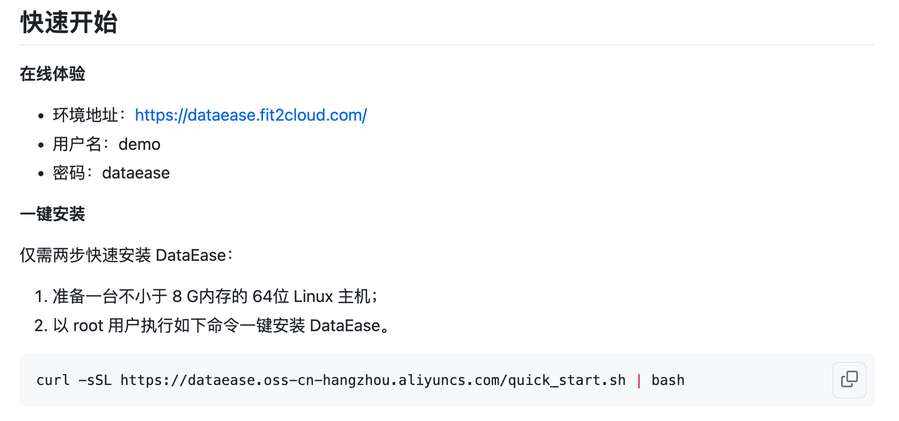 快速开始
在线体验
• 环境地址：https://dataease.fit2cloud.com/
• 用户名：demo
• 密码：dataease
一键安装
仅需两步快速安装 DataEase：
1. 准备一台不小于 8 G内存的 64位 Linux 主机；
2. 以 root 用户执行如下命令一键安装 DataEase。
curl -sSL https://dataease.oss-cn-hangzhou.aliyuncs.com/quick_start.sh | bash